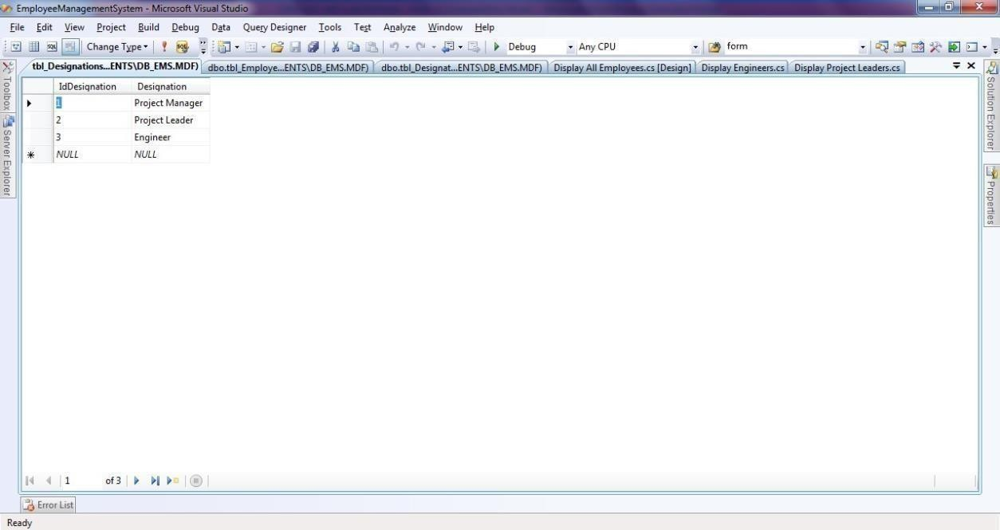 EmployeeManagementSystem - Microsoft Visual Studio
File Edit View Project Build Debug Data Query Designer Tools Test Analyze Window Help
SQL Change Type SQL Debug Any CPU form
tbl_Designations...ENTS\DB_EMS.MDF) dbo.tbl_Employe...ENTS\DB_EMS.MDF) dbo.tbl_Designat...ENTS\DB_EMS.MDF) Display All Employees.cs [Design] Display Engineers.cs Display Project Leaders.cs
Toolbox
Server Explorer
IdDesignation Designation
1 Project Manager
2 Project Leader
3 Engineer
NULL NULL
Solution Explorer
Properties
1 of 3
Error List
Ready